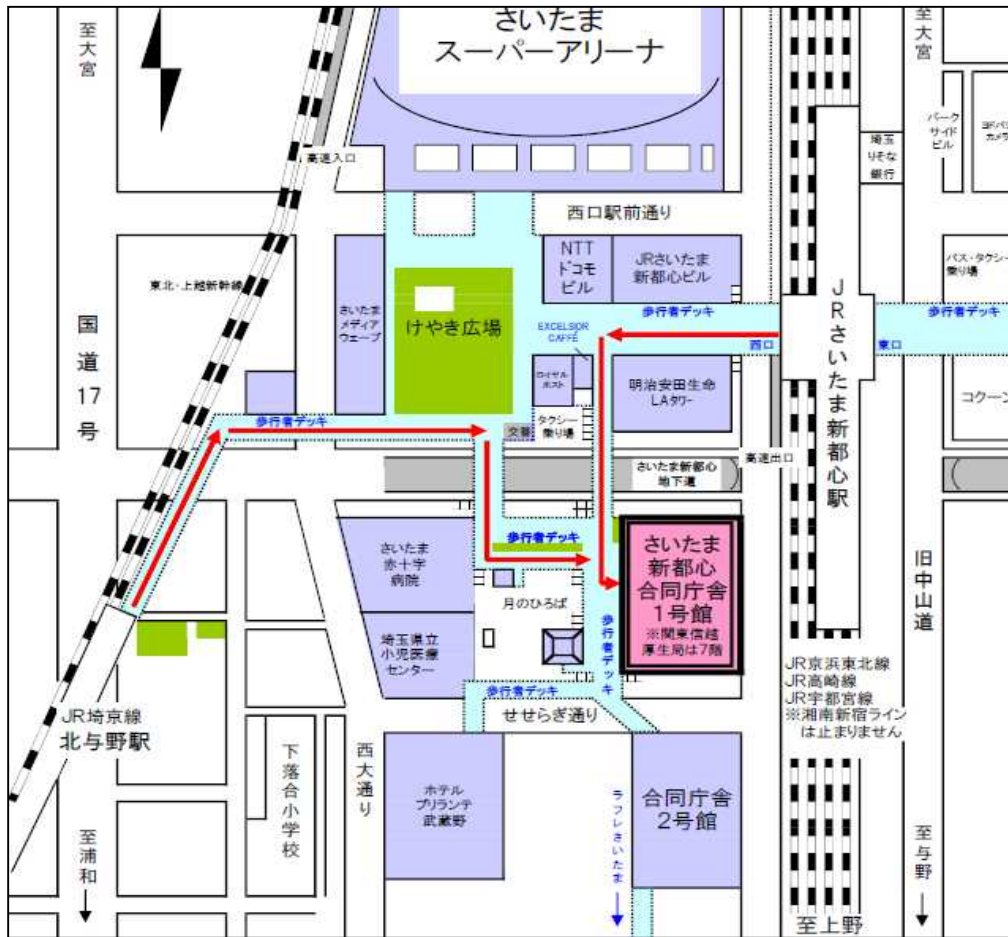 至大宮
さいたま
スーパーアリーナ
至大宮
パーク
サイド
ビル
埼玉
りそな
銀行
高速入口
西口駅前通り
NTT
ドコモ
ビル
JRさいたま
新都心ビル
バス・タクシー
乗り場
東北・上越新幹線
さいたま
メディア
ウェーブ
けやき広場
歩行者デッキ
歩行者デッキ
EXCELSIOR
CAFFÉ
西口
東口
JRさいたま新都心駅
国道17号
ロイヤル
ホスト
明治安田生命
LAタワー
コクーン
歩行者デッキ
交番
タクシー
乗り場
高速出口
さいたま新都心
地下道
歩行者デッキ
さいたま
赤十字
病院
さいたま
新都心
合同庁舎
1号館
※関東信越
厚生局は7階
旧中山道
月のひろば
歩行者デッキ
埼玉県立
小児医療
センター
JR京浜東北線
JR高崎線
JR宇都宮線
※湘南新宿ライン
は止まりません
歩行者デッキ
せせらぎ通り
JR埼京線
北与野駅
下落合小学校
西大通り
ホテル
ブリランテ
武蔵野
ラフレさいたま
合同庁舎
2号館
至浦和
至与野
至上野